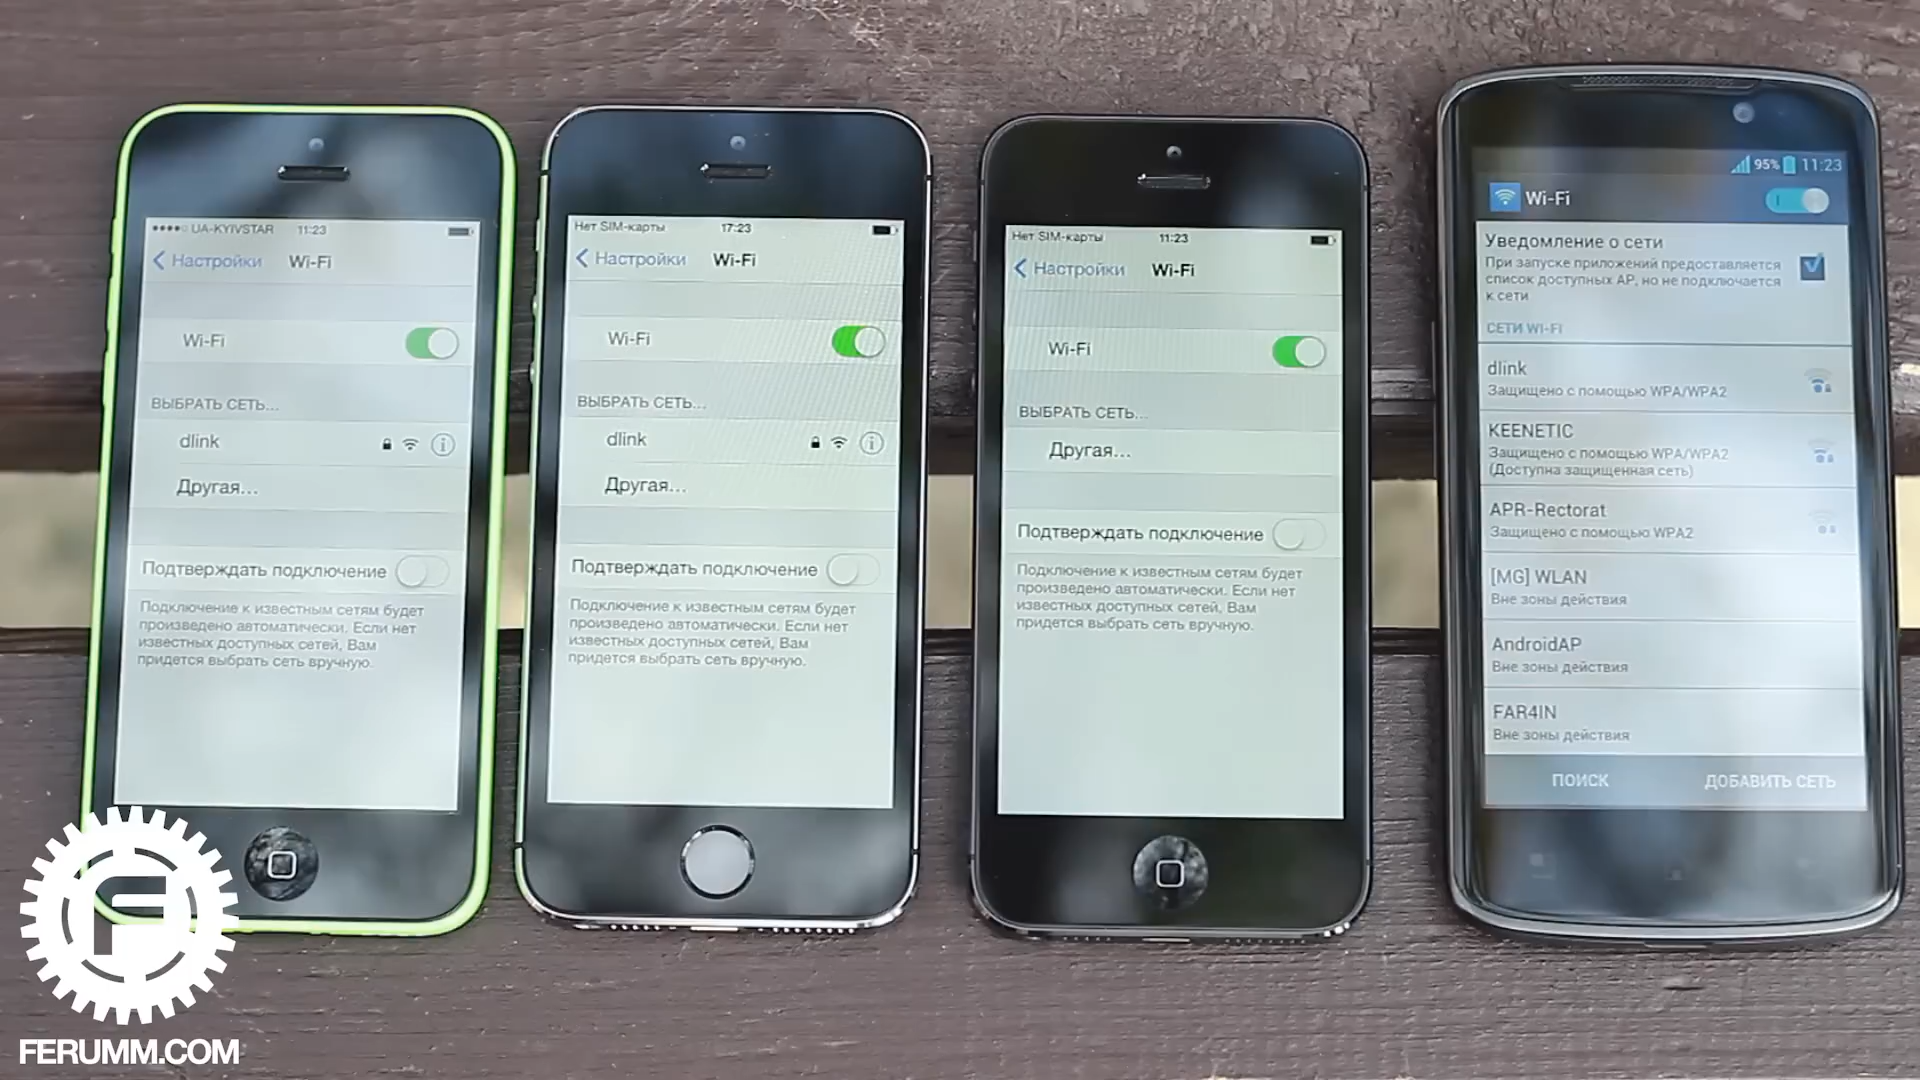 ●●●●○ UA-KYIVSTAR 11:23
Настройки Wi-Fi
Wi-Fi
ВЫБРАТЬ СЕТЬ...
dlink
Другая...
Подтверждать подключение
Подключение к известным сетям будет
произведено автоматически. Если нет
известных доступных сетей, Вам
придется выбрать сеть вручную.
Нет SIM-карты 17:23
Настройки Wi-Fi
Wi-Fi
ВЫБРАТЬ СЕТЬ...
dlink
Другая...
Подтверждать подключение
Подключение к известным сетям будет
произведено автоматически. Если нет
известных доступных сетей, Вам
придется выбрать сеть вручную.
Нет SIM-карты 11:23
Настройки Wi-Fi
Wi-Fi
ВЫБРАТЬ СЕТЬ...
Другая...
Подтверждать подключение
Подключение к известным сетям будет
произведено автоматически. Если нет
известных доступных сетей, Вам
придется выбрать сеть вручную.
95% 11:23
Wi-Fi
Уведомление о сети
При запуске приложений предоставляется
список доступных AP, но не подключается
к сети
СЕТИ WI-FI
dlink
Защищено с помощью WPA/WPA2
KEENETIC
Защищено с помощью WPA/WPA2
(Доступна защищенная сеть)
APR-Rectorat
Защищено с помощью WPA2
[MG] WLAN
Вне зоны действия
AndroidAP
Вне зоны действия
FAR4IN
Вне зоны действия
ПОИСК ДОБАВИТЬ СЕТЬ
FERUMM.COM